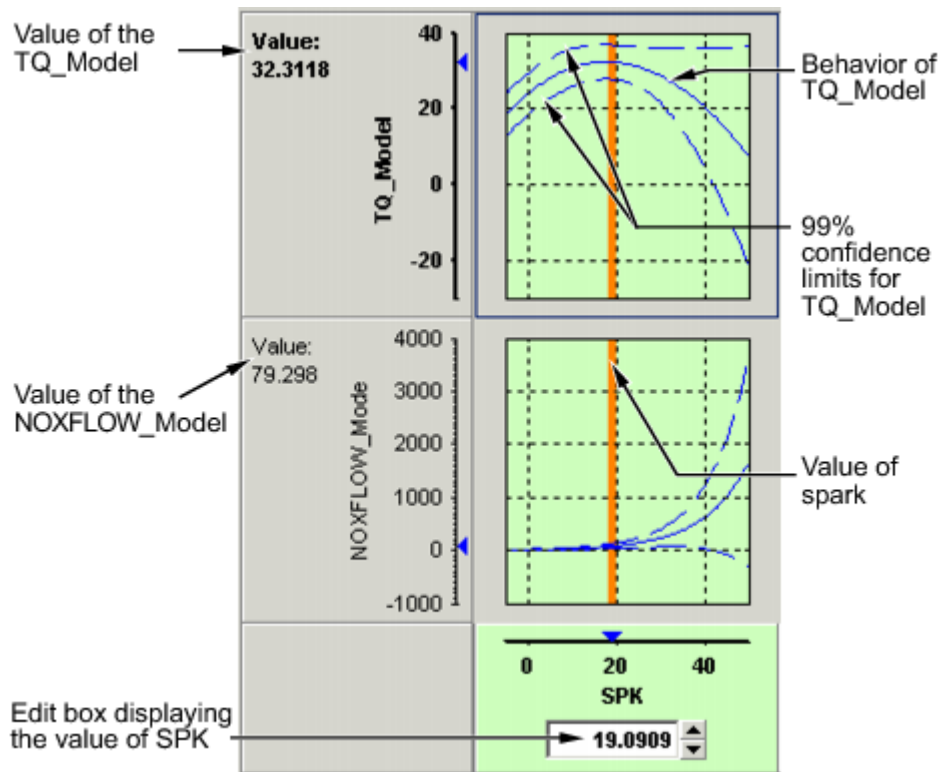 Value of the
TQ_Model
Value:
32.3118
40
20
0
-20
TQ_Model
Behavior of
TQ_Model
99%
confidence
limits for
TQ_Model
Value of the
NOXFLOW_Model
Value:
79.298
4000
3000
2000
1000
0
-1000
NOXFLOW_Mode
Value of
spark
0 20 40
SPK
Edit box displaying
the value of SPK
19.0909